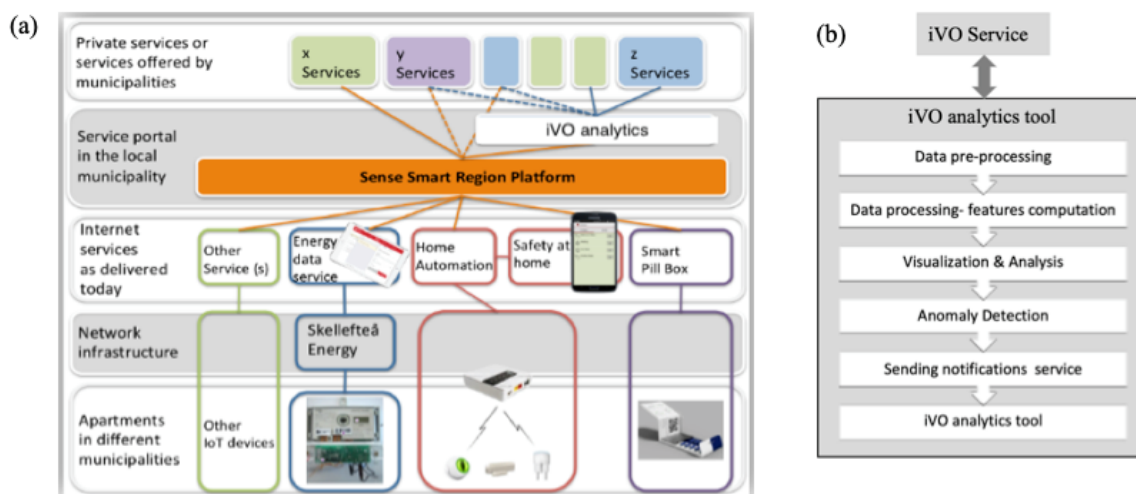 (a)
Private services or
services offered by
municipalities
x
Services
y
Services
z
Services
Service portal
in the local
municipality
iVO analytics
Sense Smart Region Platform
Internet
services
as delivered
today
Other
Service (s)
Energy
data
service
Home
Automation
Safety at
home
Smart
Pill Box
Network
infrastructure
Skellefteå
Energy
Apartments
in different
municipalities
Other
IoT devices
(b)
iVO Service
iVO analytics tool
Data pre-processing
Data processing- features computation
Visualization & Analysis
Anomaly Detection
Sending notifications service
iVO analytics tool